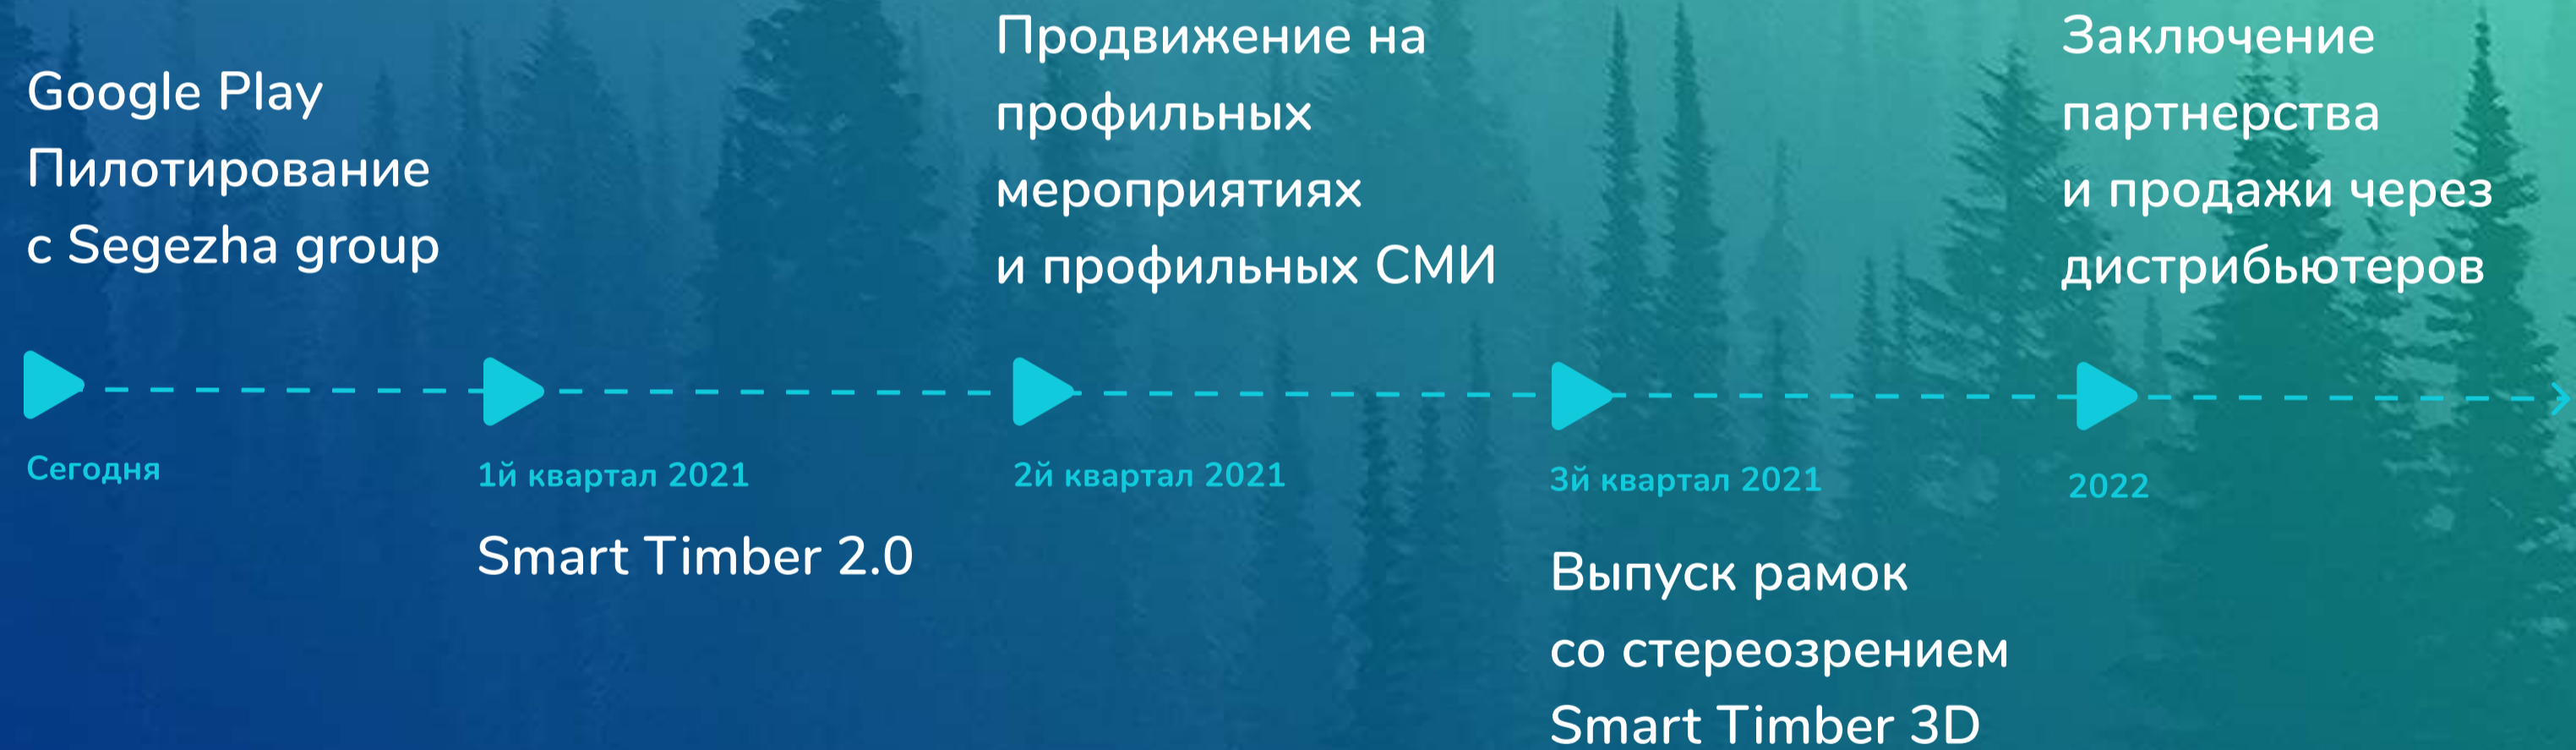 Google Play
Пилотирование
с Segezha group
Сегодня
1й квартал 2021
Smart Timber 2.0
Продвижение на
профильных
мероприятиях
и профильных СМИ
2й квартал 2021
3й квартал 2021
Выпуск рамок
со стереозрением
Smart Timber 3D
Заключение
партнерства
и продажи через
дистрибьютеров
2022